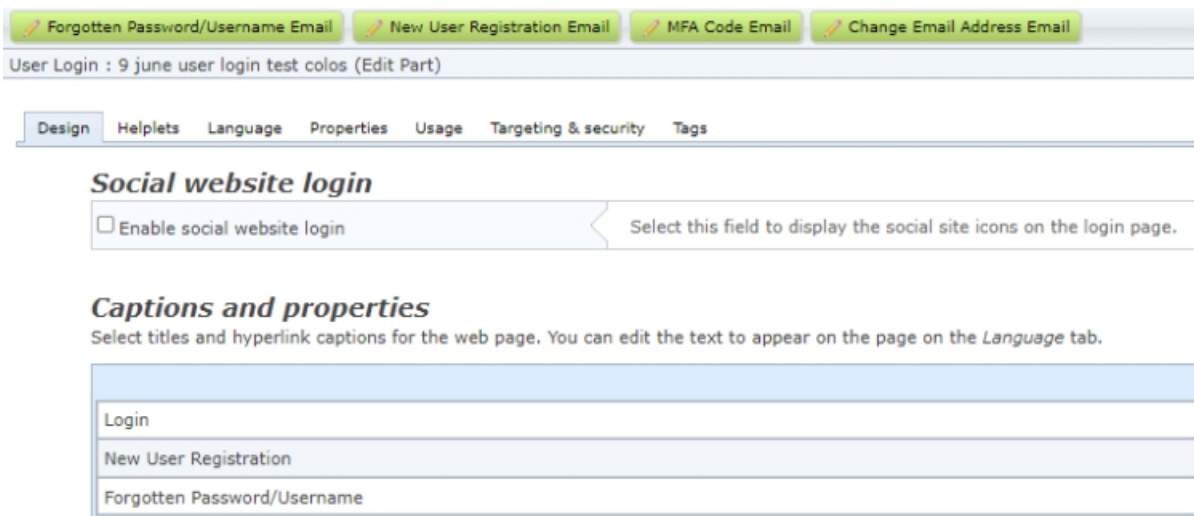 Forgotten Password/Username Email New User Registration Email MFA Code Email Change Email Address Email
User Login : 9 june user login test colos (Edit Part)
Design Helplets Language Properties Usage Targeting & security Tags
Social website login
Enable social website login Select this field to display the social site icons on the login page.
Captions and properties
Select titles and hyperlink captions for the web page. You can edit the text to appear on the page on the Language tab.
Login
New User Registration
Forgotten Password/Username